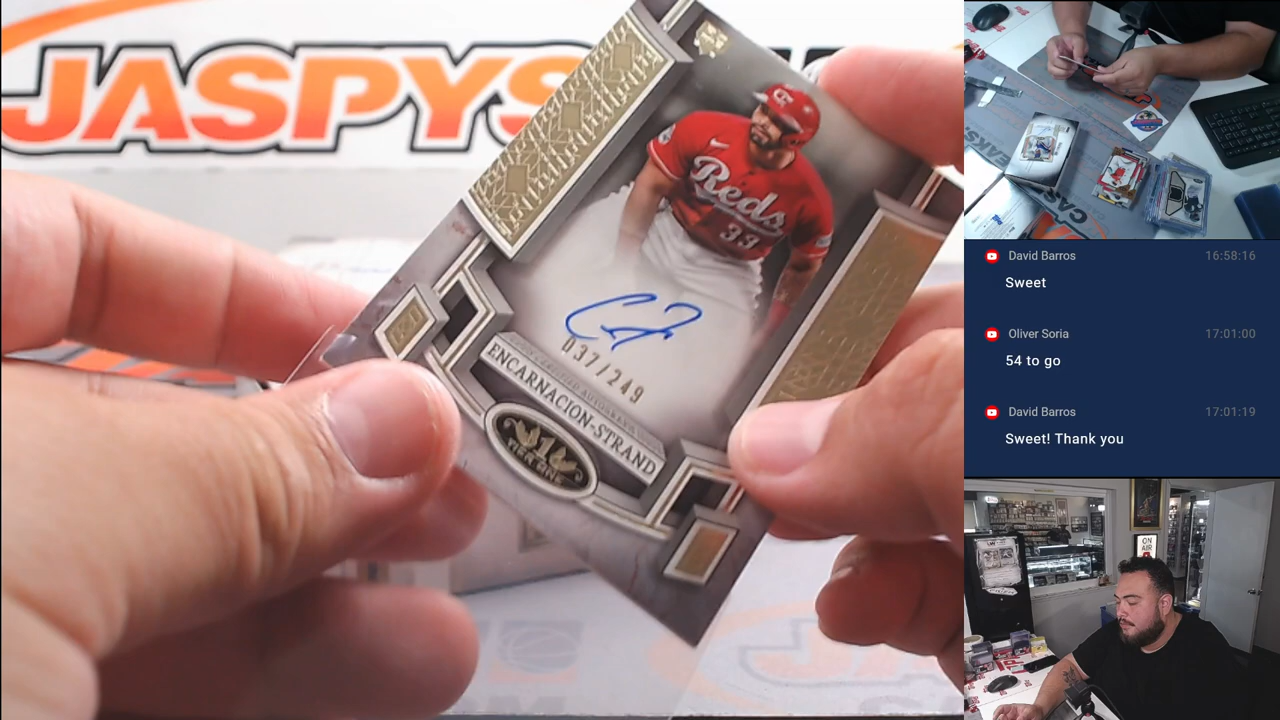 JASPYS
Reds
33
037/249
ENCARNACION-STRAND
1
TIER ONE
David Barros 16:58:16
Sweet
Oliver Soria 17:01:00
54 to go
David Barros 17:01:19
Sweet! Thank you
ON
AIR